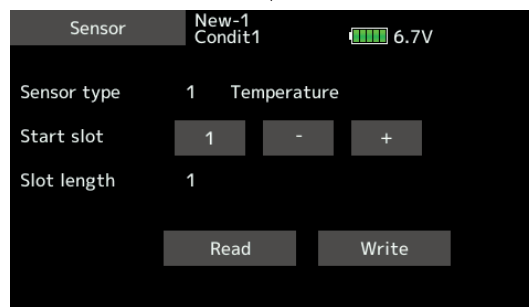 Sensor
New-1
Condit1
6.7V
Sensor type 1 Temperature
Start slot 1 - +
Slot length 1
Read Write